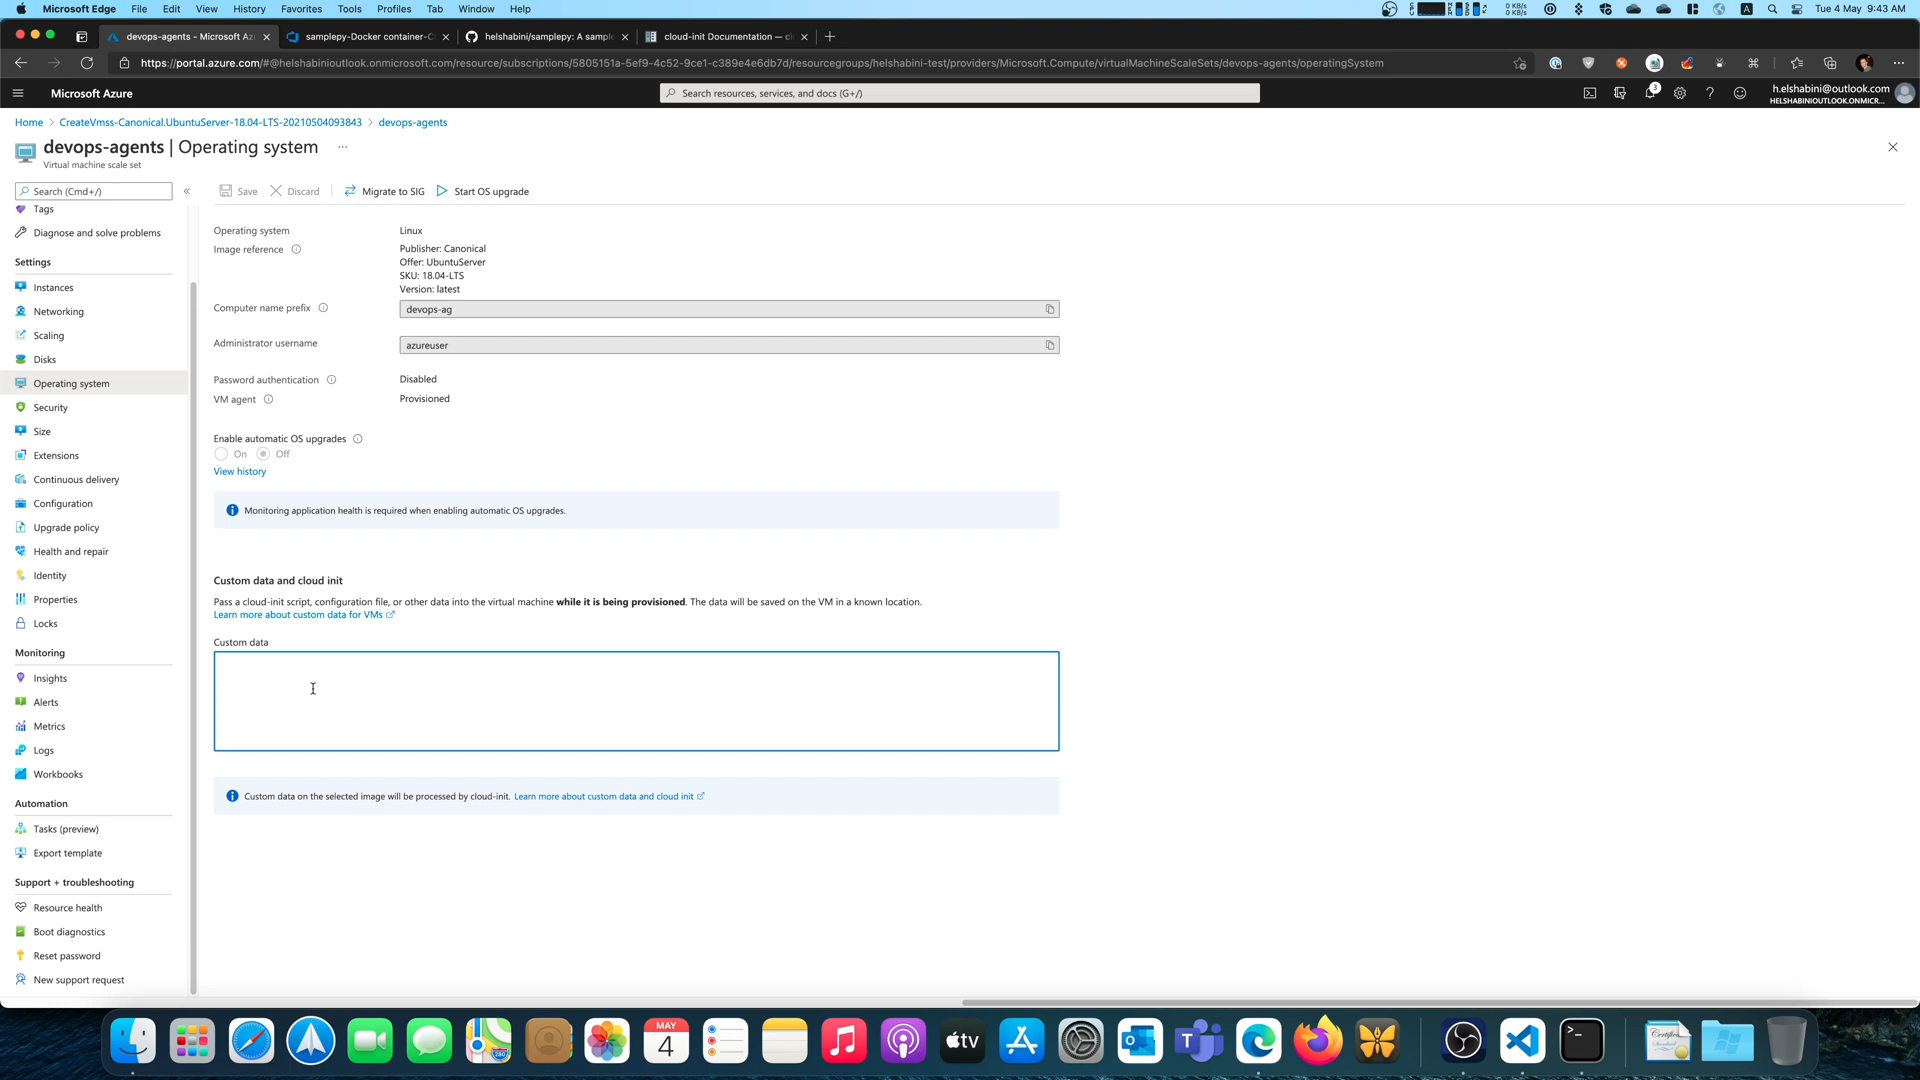 Microsoft Edge File Edit View History Favorites Tools Profiles Tab Window Help
Tue 4 May 9:43 AM
devops-agents - Microsoft Az
samplepy-Docker container-C
helshabini/samplepy: A sampl
cloud-init Documentation — cl
https://portal.azure.com/#@helshabinioutlook.onmicrosoft.com/resource/subscriptions/5805151a-5ef9-4c52-9ce1-c389e4e6db7d/resourcegroups/helshabini-test/providers/Microsoft.Compute/virtualMachineScaleSets/devops-agents/operatingSystem
Microsoft Azure
Search resources, services, and docs (G+/)
3
h.elshabini@outlook.com
HELSHABINIOUTLOOK.ONMICR...
Home > CreateVmss-Canonical.UbuntuServer-18.04-LTS-20210504093843 > devops-agents
devops-agents | Operating system ...
Virtual machine scale set
Search (Cmd+/)
Save
Discard
Migrate to SIG
Start OS upgrade
Tags
Diagnose and solve problems
Settings
Instances
Networking
Scaling
Disks
Operating system
Security
Size
Extensions
Continuous delivery
Configuration
Upgrade policy
Health and repair
Identity
Properties
Locks
Monitoring
Insights
Alerts
Metrics
Logs
Workbooks
Automation
Tasks (preview)
Export template
Support + troubleshooting
Resource health
Boot diagnostics
Reset password
New support request
Operating system Linux
Image reference Publisher: Canonical
Offer: UbuntuServer
SKU: 18.04-LTS
Version: latest
Computer name prefix devops-ag
Administrator username azureuser
Password authentication Disabled
VM agent Provisioned
Enable automatic OS upgrades
On Off
View history
Monitoring application health is required when enabling automatic OS upgrades.
Custom data and cloud init
Pass a cloud-init script, configuration file, or other data into the virtual machine while it is being provisioned. The data will be saved on the VM in a known location.
Learn more about custom data for VMs
Custom data
Custom data on the selected image will be processed by cloud-init. Learn more about custom data and cloud init
MAY
4
tv